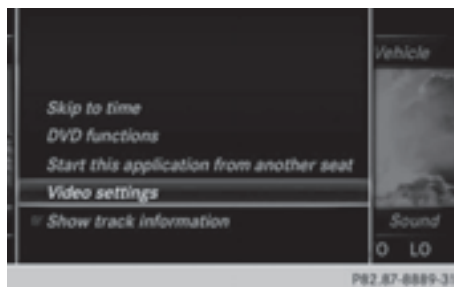 Vehicle
Skip to time
DVD functions
Start this application from another seat
Video settings
Show track information
Sound
O LO
P82.87-8889-31